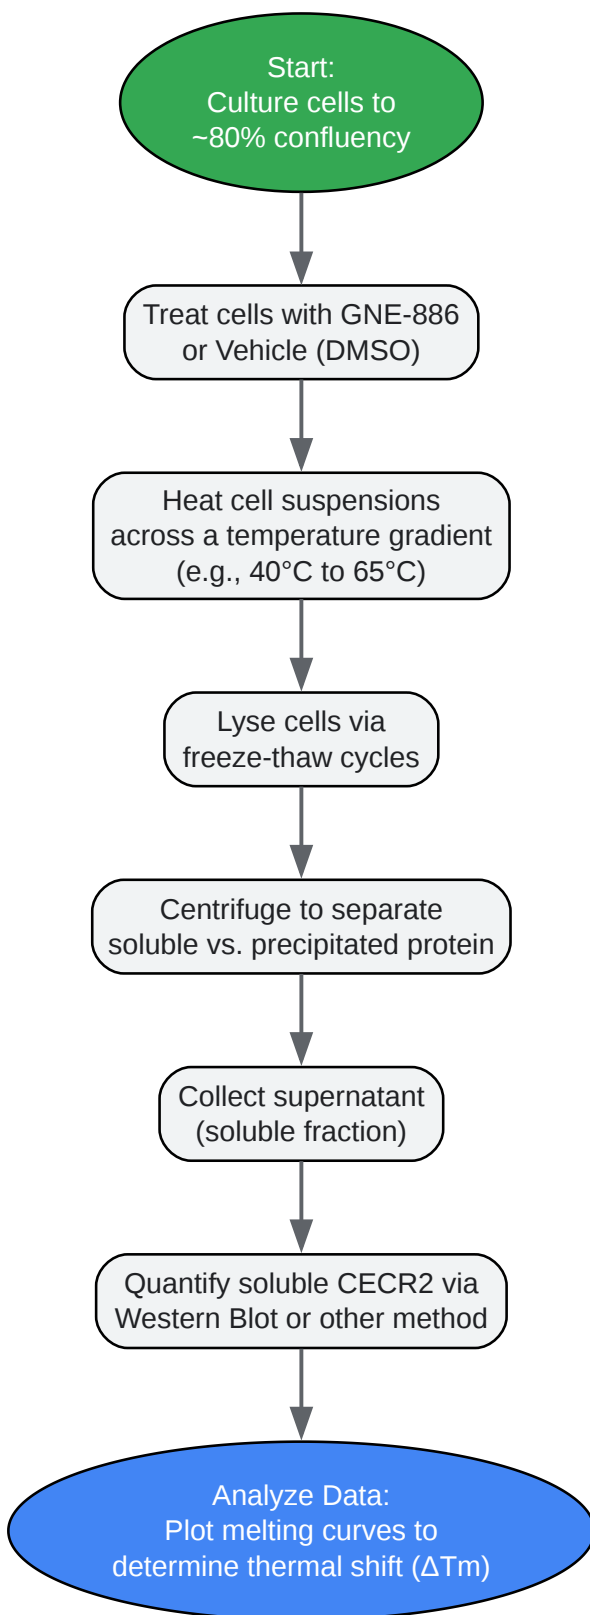 Start:
Culture cells to
~80% confluency
Treat cells with GNE-886
or Vehicle (DMSO)
Heat cell suspensions
across a temperature gradient
(e.g., 40°C to 65°C)
Lyse cells via
freeze-thaw cycles
Centrifuge to separate
soluble vs. precipitated protein
Collect supernatant
(soluble fraction)
Quantify soluble CECR2 via
Western Blot or other method
Analyze Data:
Plot melting curves to
determine thermal shift (ΔTm)